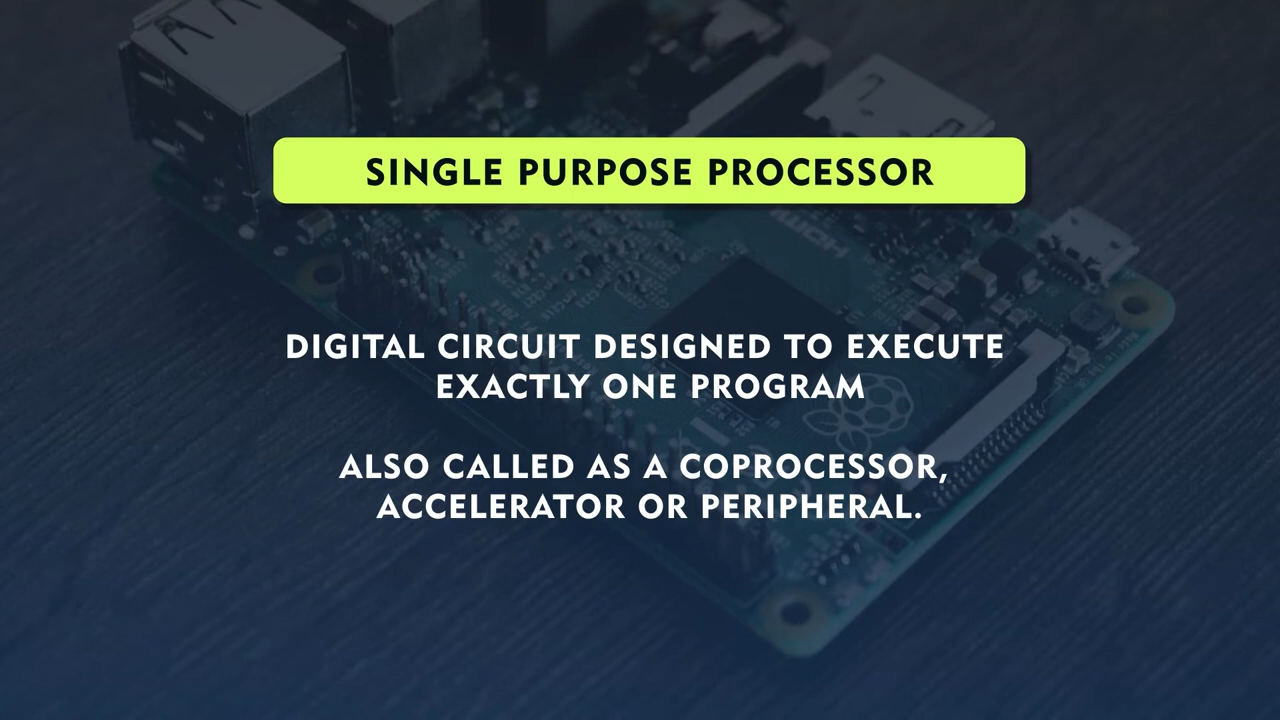 SINGLE PURPOSE PROCESSOR
DIGITAL CIRCUIT DESIGNED TO EXECUTE
EXACTLY ONE PROGRAM
ALSO CALLED AS A COPROCESSOR,
ACCELERATOR OR PERIPHERAL.